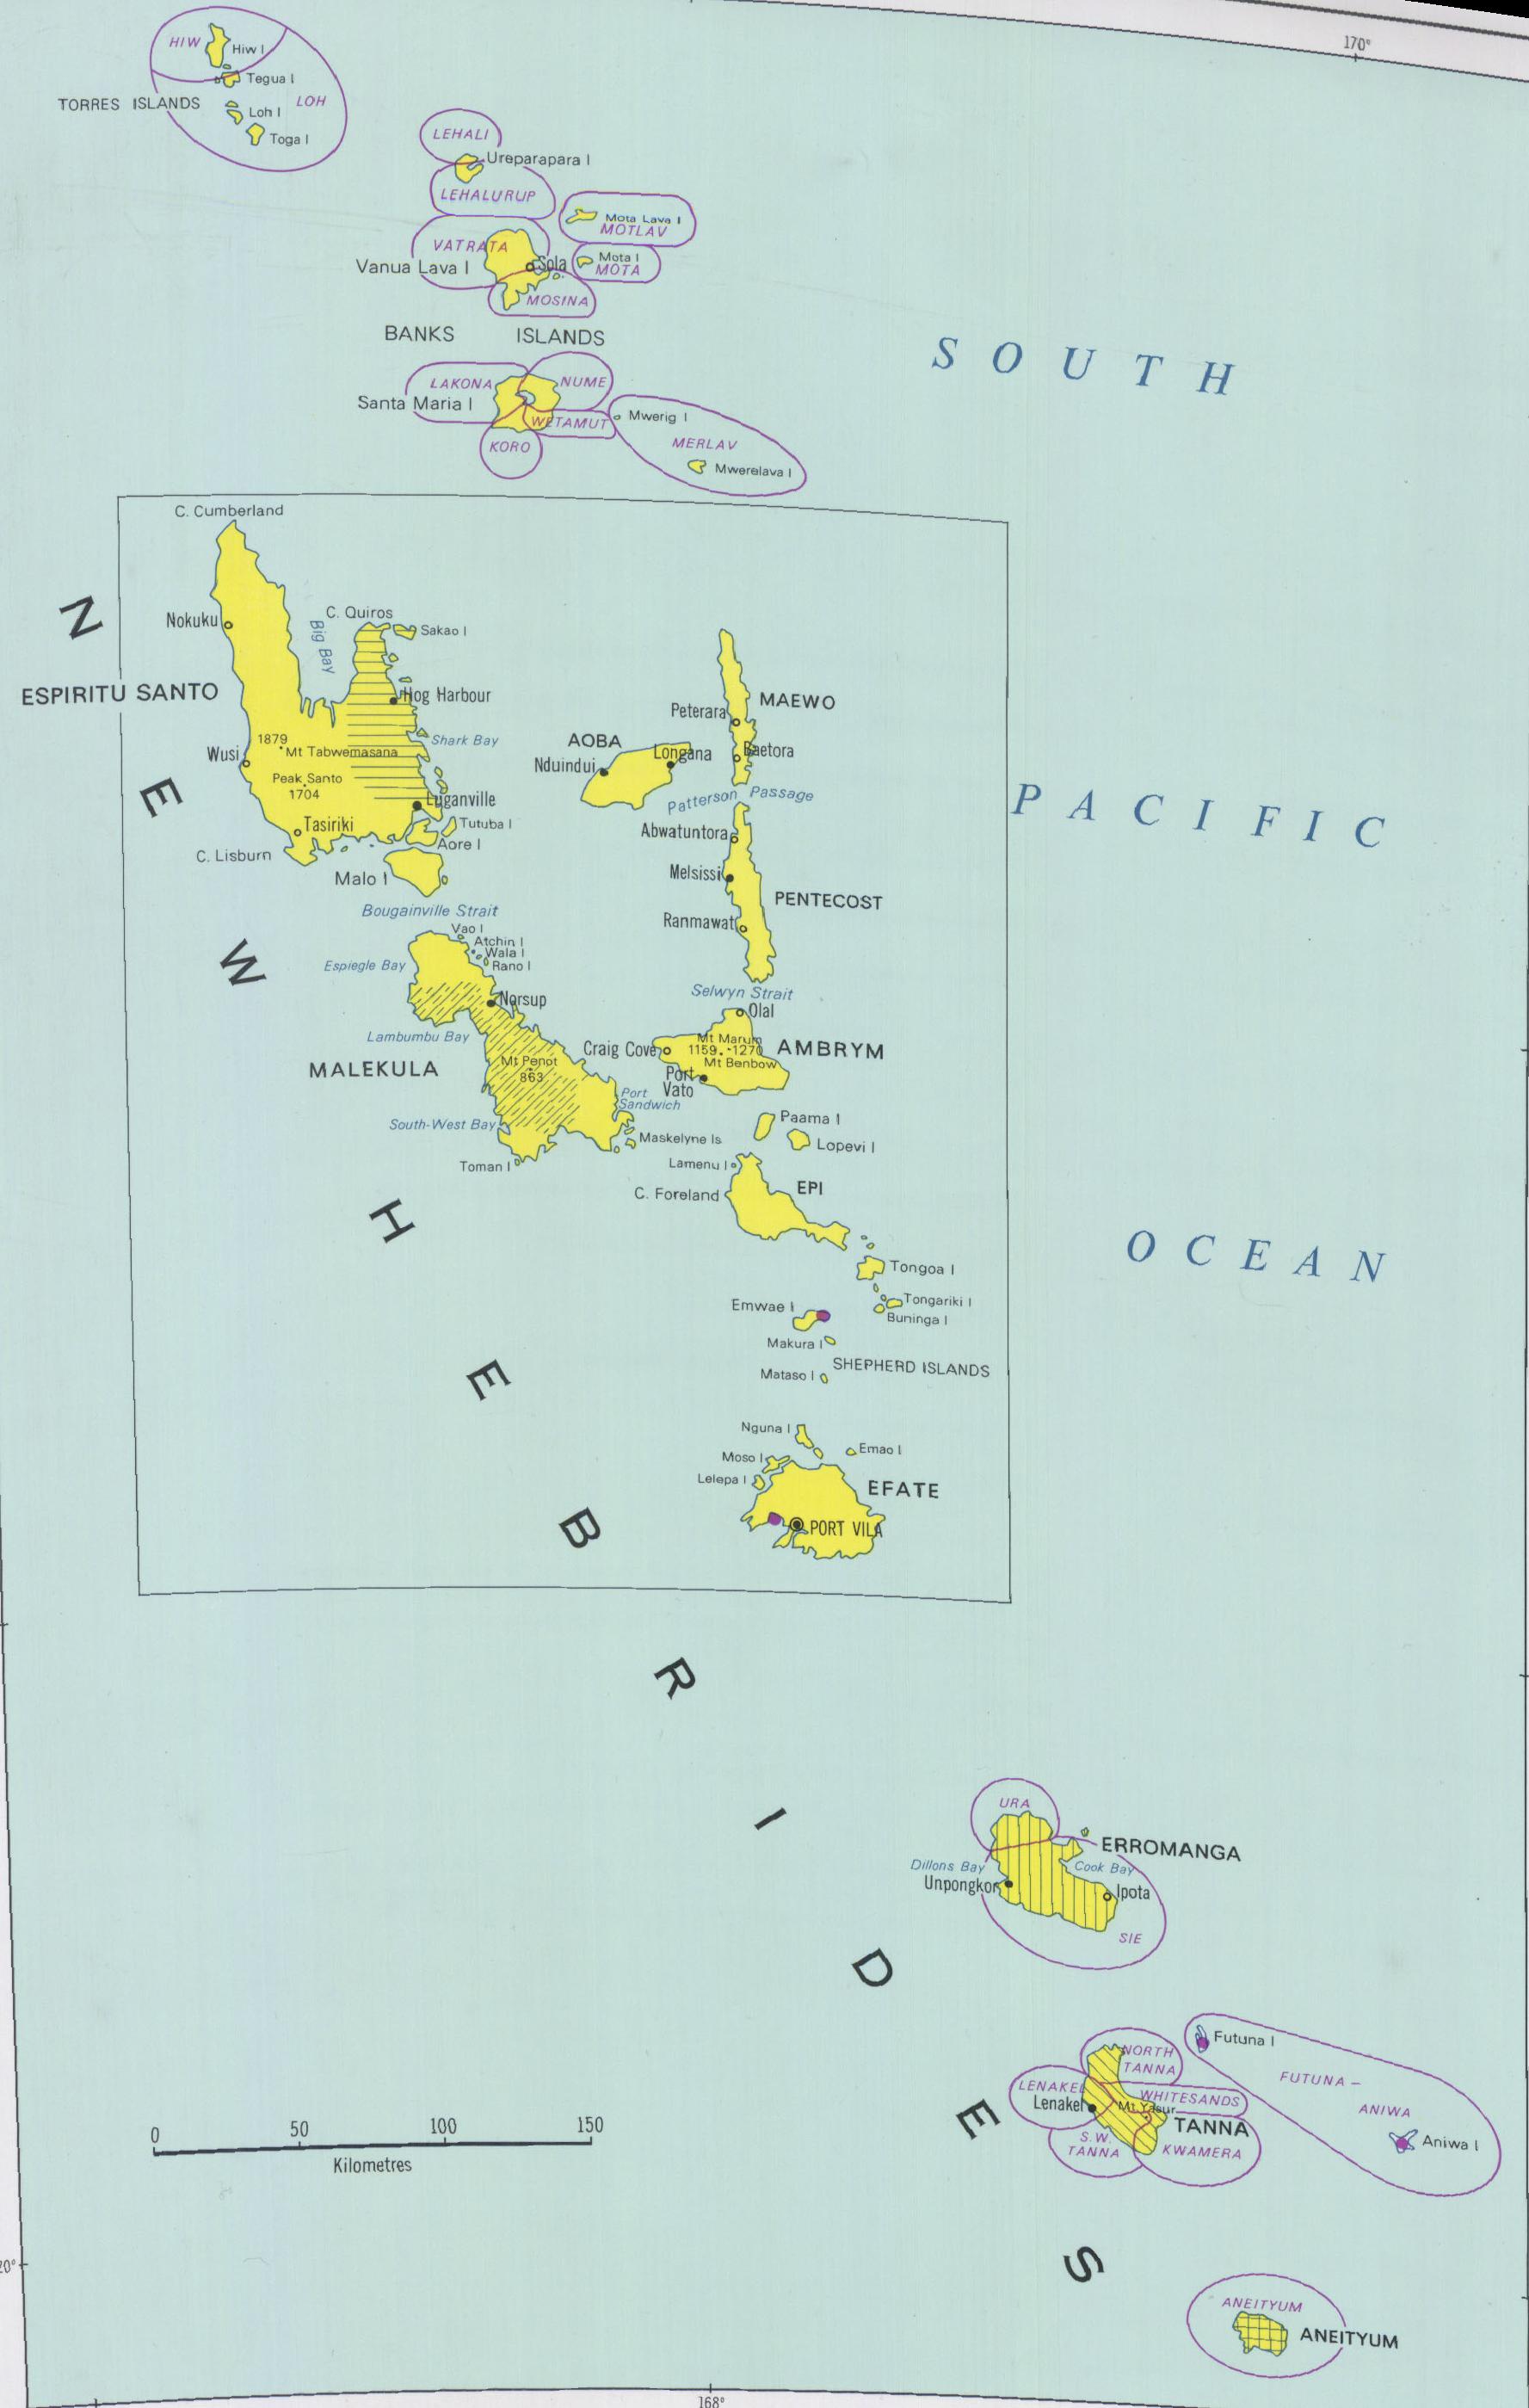 170°
HIW
Hiw I
Tegua I
TORRES ISLANDS
LOH
Loh I
Toga I
LEHALI
Ureparapara I
LEHALURUP
Mota Lava I
MOTLAV
VATRATA
Vanua Lava I
Sola
Mota I
MOTA
MOSINA
BANKS ISLANDS
LAKONA
NUME
Santa Maria I
WETAMUT
KORO
Mwerig I
MERLAV
Mwerelava I
SOUTH
PACIFIC
OCEAN
NEW HEBRIDES
C. Cumberland
Nokuku
Big Bay
C. Quiros
Sakao I
ESPIRITU SANTO
Hog Harbour
1879
Mt Tabwemasana
Shark Bay
Wusi
Peak Santo
1704
Luganville
Tasiriki
Tutuba I
Aore I
C. Lisburn
Malo I
MAEWO
Peterara
AOBA
Longana
Baetora
Nduindui
Patterson Passage
Abwatuntora
Melsissi
PENTECOST
Ranmawat
Bougainville Strait
Vao I
Atchin I
Wala I
Rano I
Espiegle Bay
Norsup
Lambumbu Bay
MALEKULA
Mt Penot
863
Port
Sandwich
South-West Bay
Maskelyne Is
Toman I
Selwyn Strait
Olal
Craig Cove
Mt Marum
1159 1270
Mt Benbow
AMBRYM
Port
Vato
Paama I
Lopevi I
Lamenu I
C. Foreland
EPI
Tongoa I
Tongariki I
Buninga I
Emwae I
Makura I
SHEPHERD ISLANDS
Mataso I
Nguna I
Emao I
Moso I
Lelepa I
EFATE
PORT VILA
URA
ERROMANGA
Dillons Bay
Cook Bay
Unpongkor
Ipota
SIE
NORTH
TANNA
LENAKEL
Lenakel
WHITESANDS
Mt Yasur
TANNA
S.W.
TANNA
KWAMERA
Futuna I
FUTUNA –
ANIWA
Aniwa I
0 50 100 150
Kilometres
20°
ANEITYUM
ANEITYUM
168°